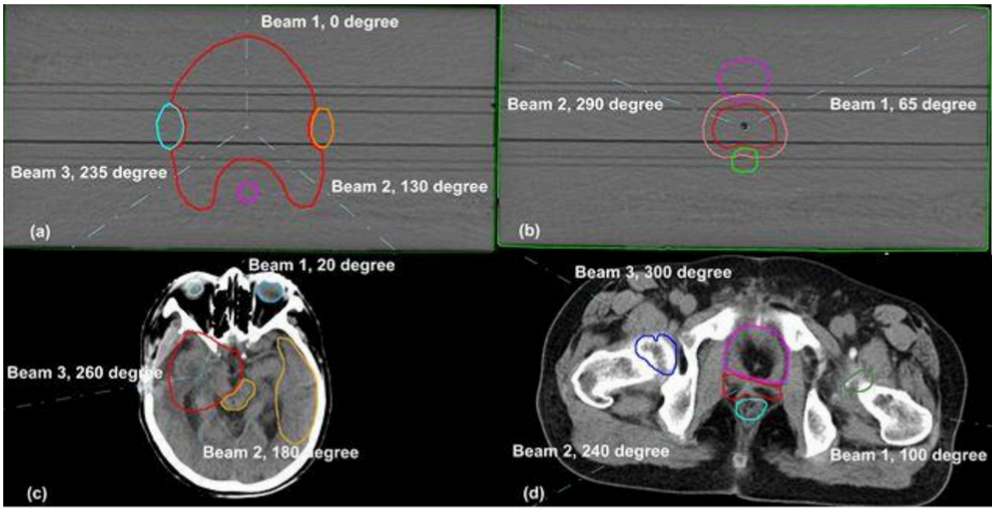 Beam 1, 0 degree
Beam 3, 235 degree
Beam 2, 130 degree
(a)
Beam 2, 290 degree
Beam 1, 65 degree
(b)
Beam 1, 20 degree
Beam 3, 260 degree
Beam 2, 180 degree
(c)
Beam 3, 300 degree
Beam 2, 240 degree
Beam 1, 100 degree
(d)